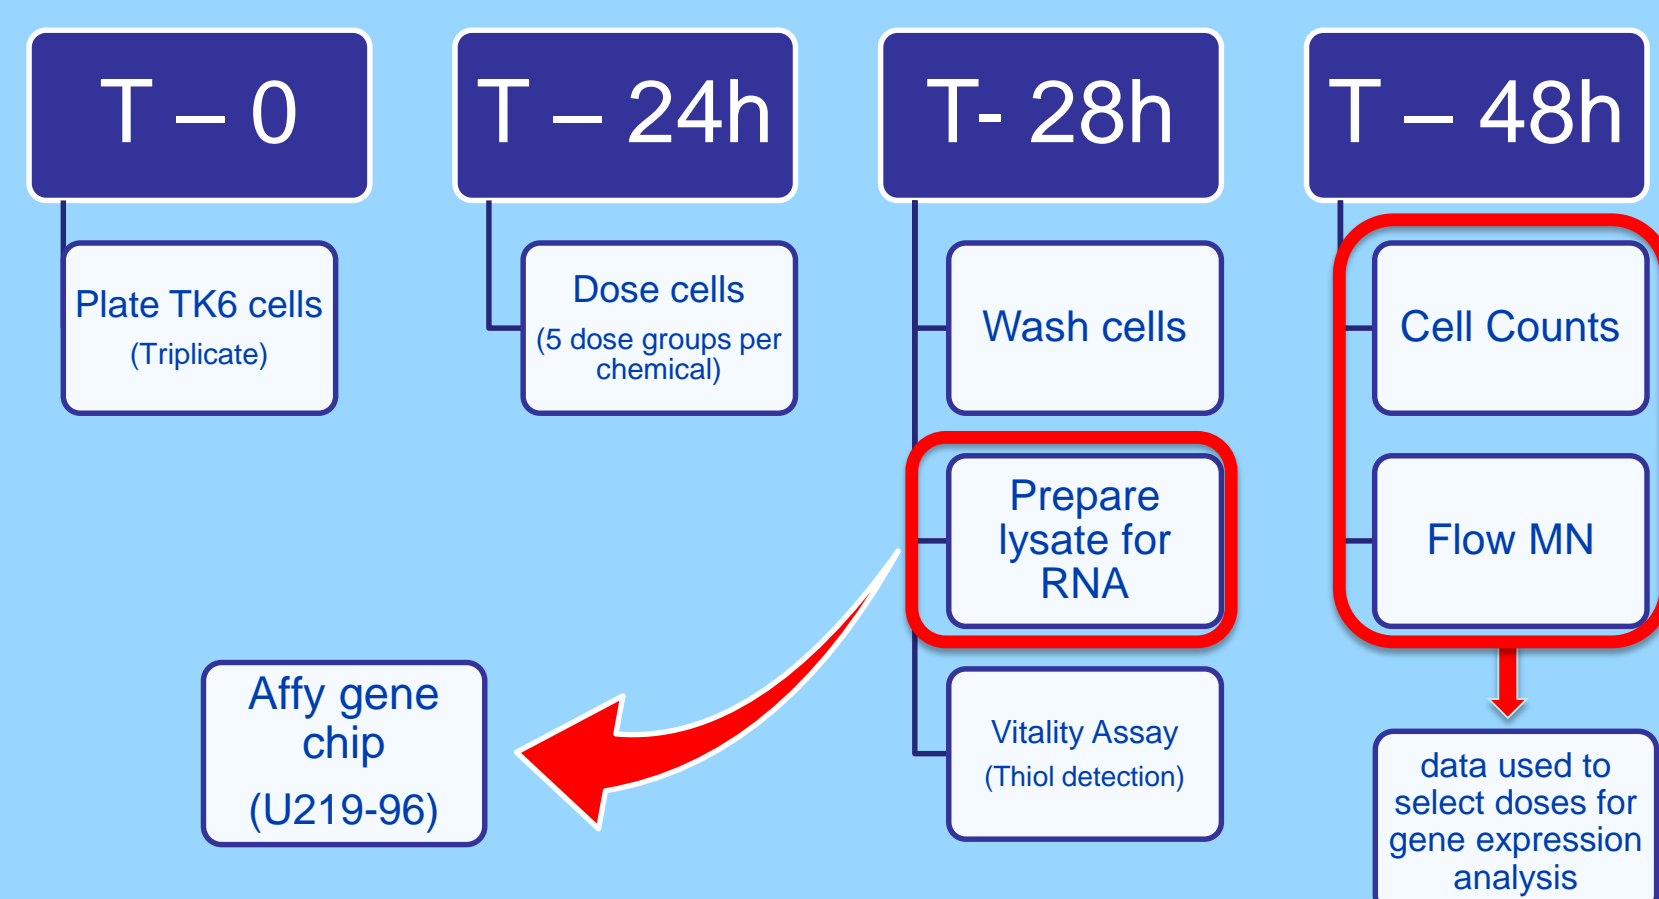 T – 0
Plate TK6 cells
(Triplicate)
T – 24h
Dose cells
(5 dose groups per
chemical)
T- 28h
Wash cells
Prepare
lysate for
RNA
Vitality Assay
(Thiol detection)
Affy gene
chip
(U219-96)
T – 48h
Cell Counts
Flow MN
data used to
select doses for
gene expression
analysis